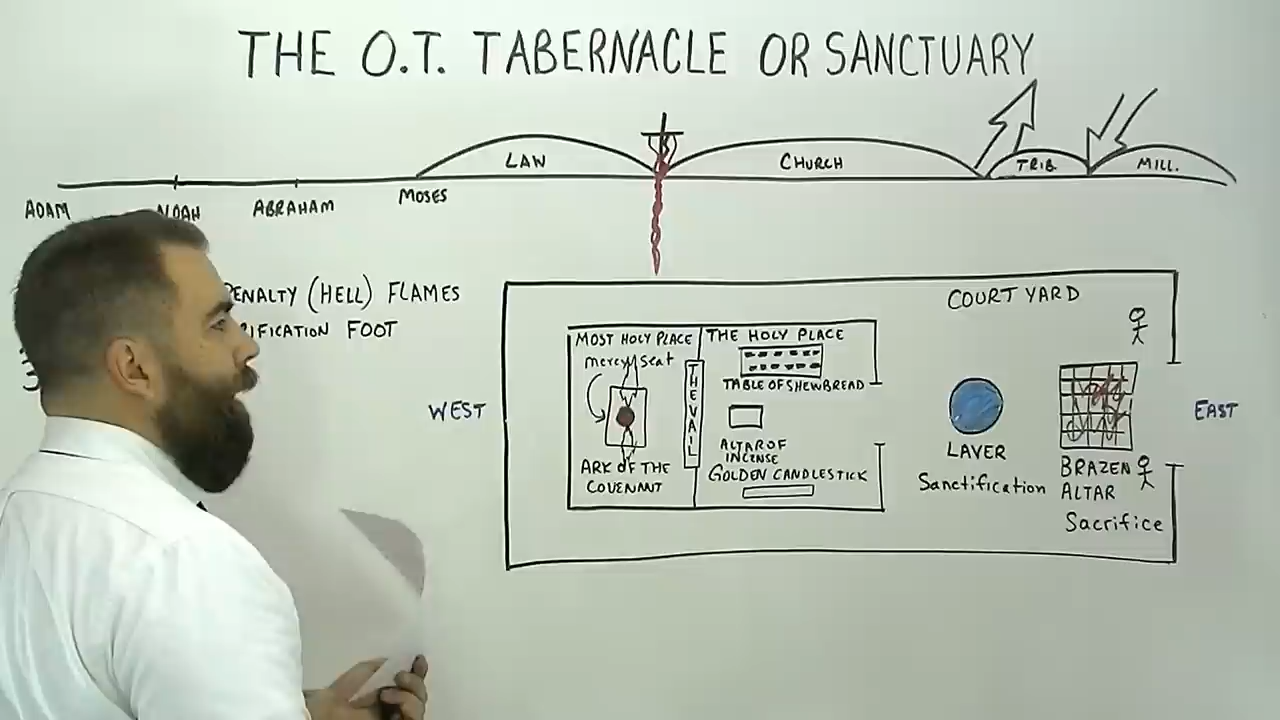 THE O.T. TABERNACLE OR SANCTUARY
LAW
CHURCH
TRIB
MILL.
ADAM
NOAH
ABRAHAM
MOSES
PENALTY (HELL) FLAMES
FOOT
3
COURT YARD
MOST HOLY PLACE
THE HOLY PLACE
mercy seat
TABLE OF SHEWBREAD
THE VAIL
WEST
EAST
ALTAR OF
INCENSE
ARK OF THE
COVENANT
GOLDEN CANDLESTICK
LAVER
Sanctification
BRAZEN
ALTAR
Sacrifice